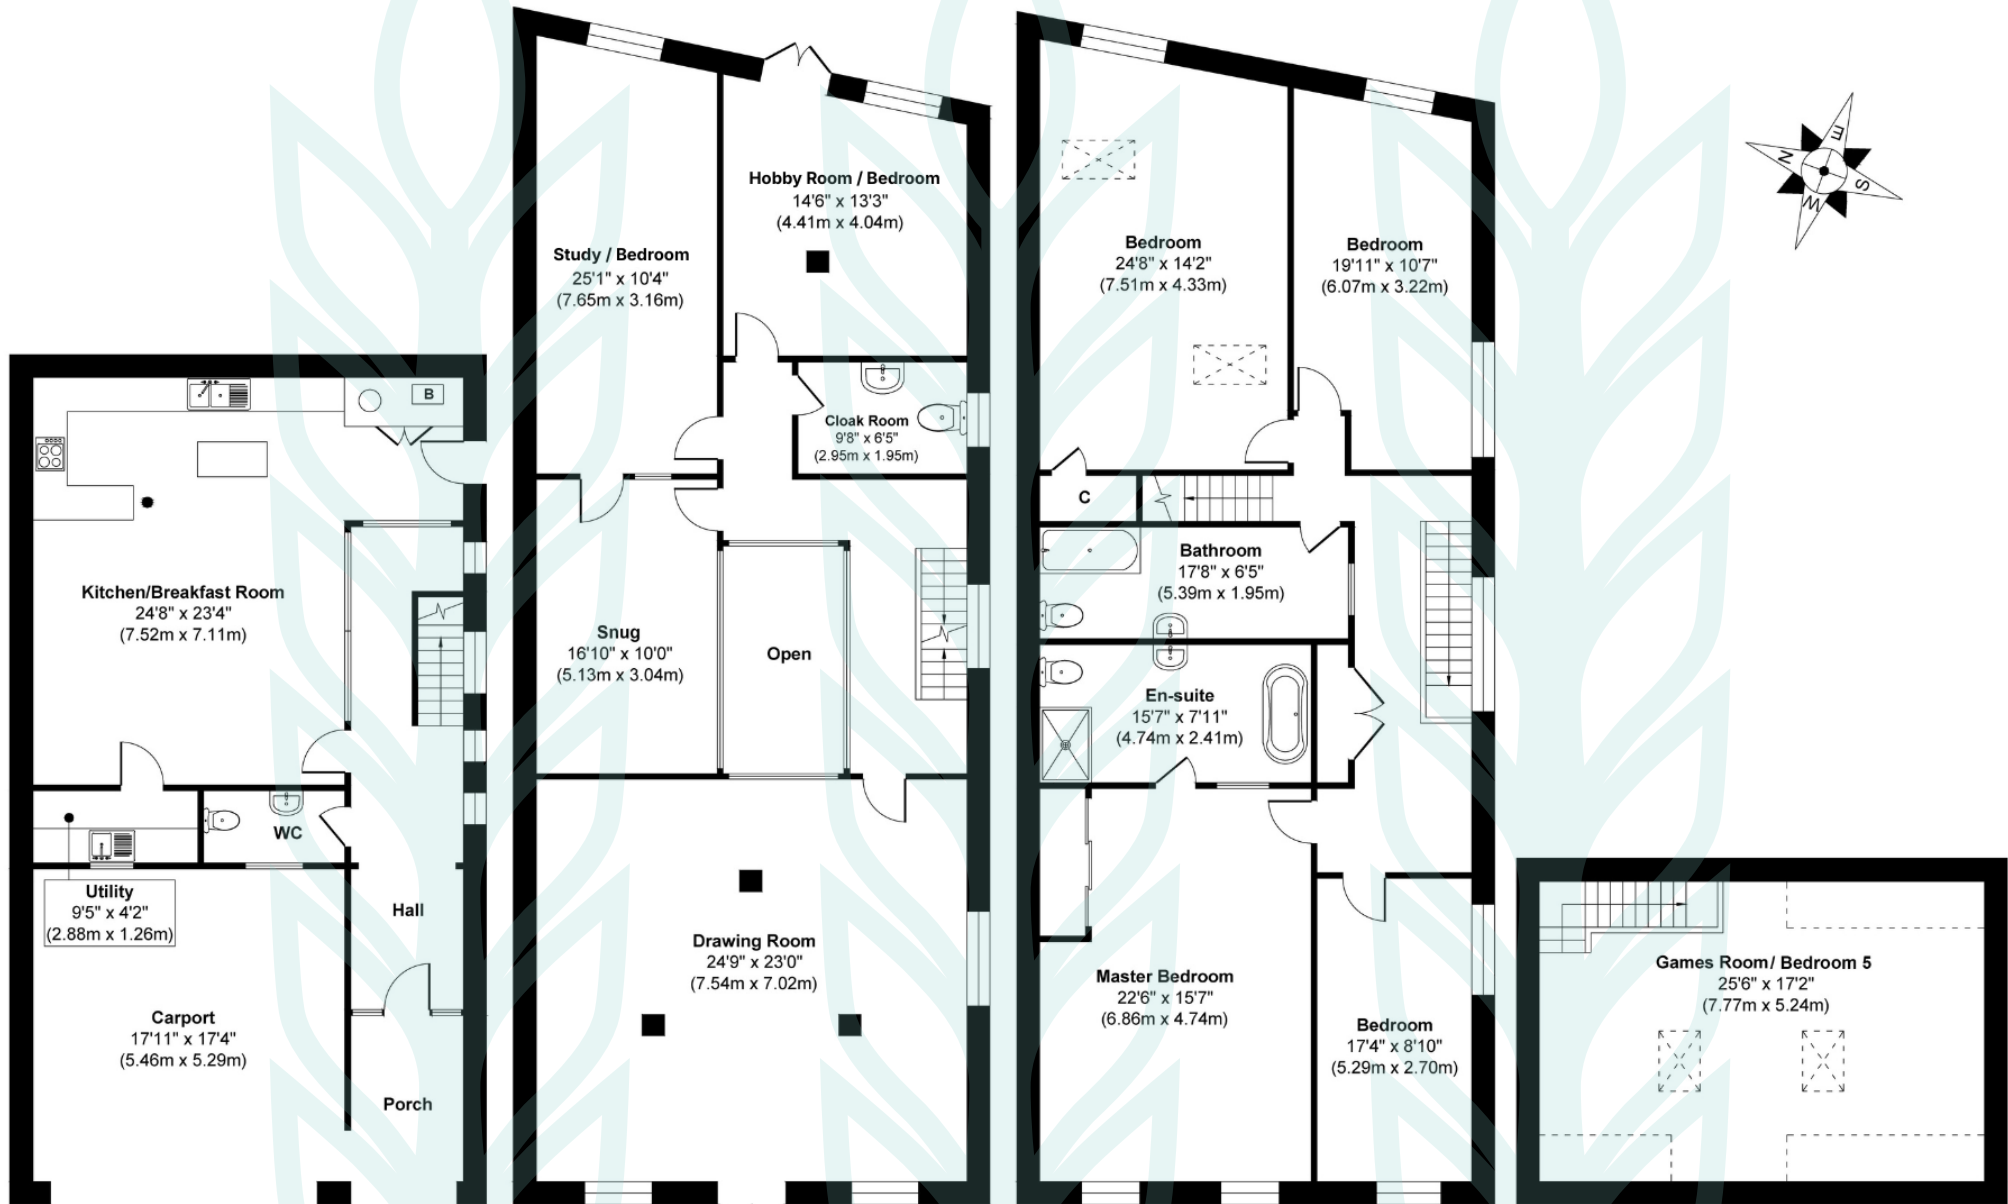 Kitchen/Breakfast Room
24'8" x 23'4"
(7.52m x 7.11m)
B
WC
Utility
9'5" x 4'2"
(2.88m x 1.26m)
Hall
Carport
17'11" x 17'4"
(5.46m x 5.29m)
Porch
Study / Bedroom
25'1" x 10'4"
(7.65m x 3.16m)
Hobby Room / Bedroom
14'6" x 13'3"
(4.41m x 4.04m)
Cloak Room
9'8" x 6'5"
(2.95m x 1.95m)
Snug
16'10" x 10'0"
(5.13m x 3.04m)
Open
Drawing Room
24'9" x 23'0"
(7.54m x 7.02m)
Bedroom
24'8" x 14'2"
(7.51m x 4.33m)
Bedroom
19'11" x 10'7"
(6.07m x 3.22m)
C
Bathroom
17'8" x 6'5"
(5.39m x 1.95m)
En-suite
15'7" x 7'11"
(4.74m x 2.41m)
Master Bedroom
22'6" x 15'7"
(6.86m x 4.74m)
Bedroom
17'4" x 8'10"
(5.29m x 2.70m)
N
E
S
W
Games Room/ Bedroom 5
25'6" x 17'2"
(7.77m x 5.24m)